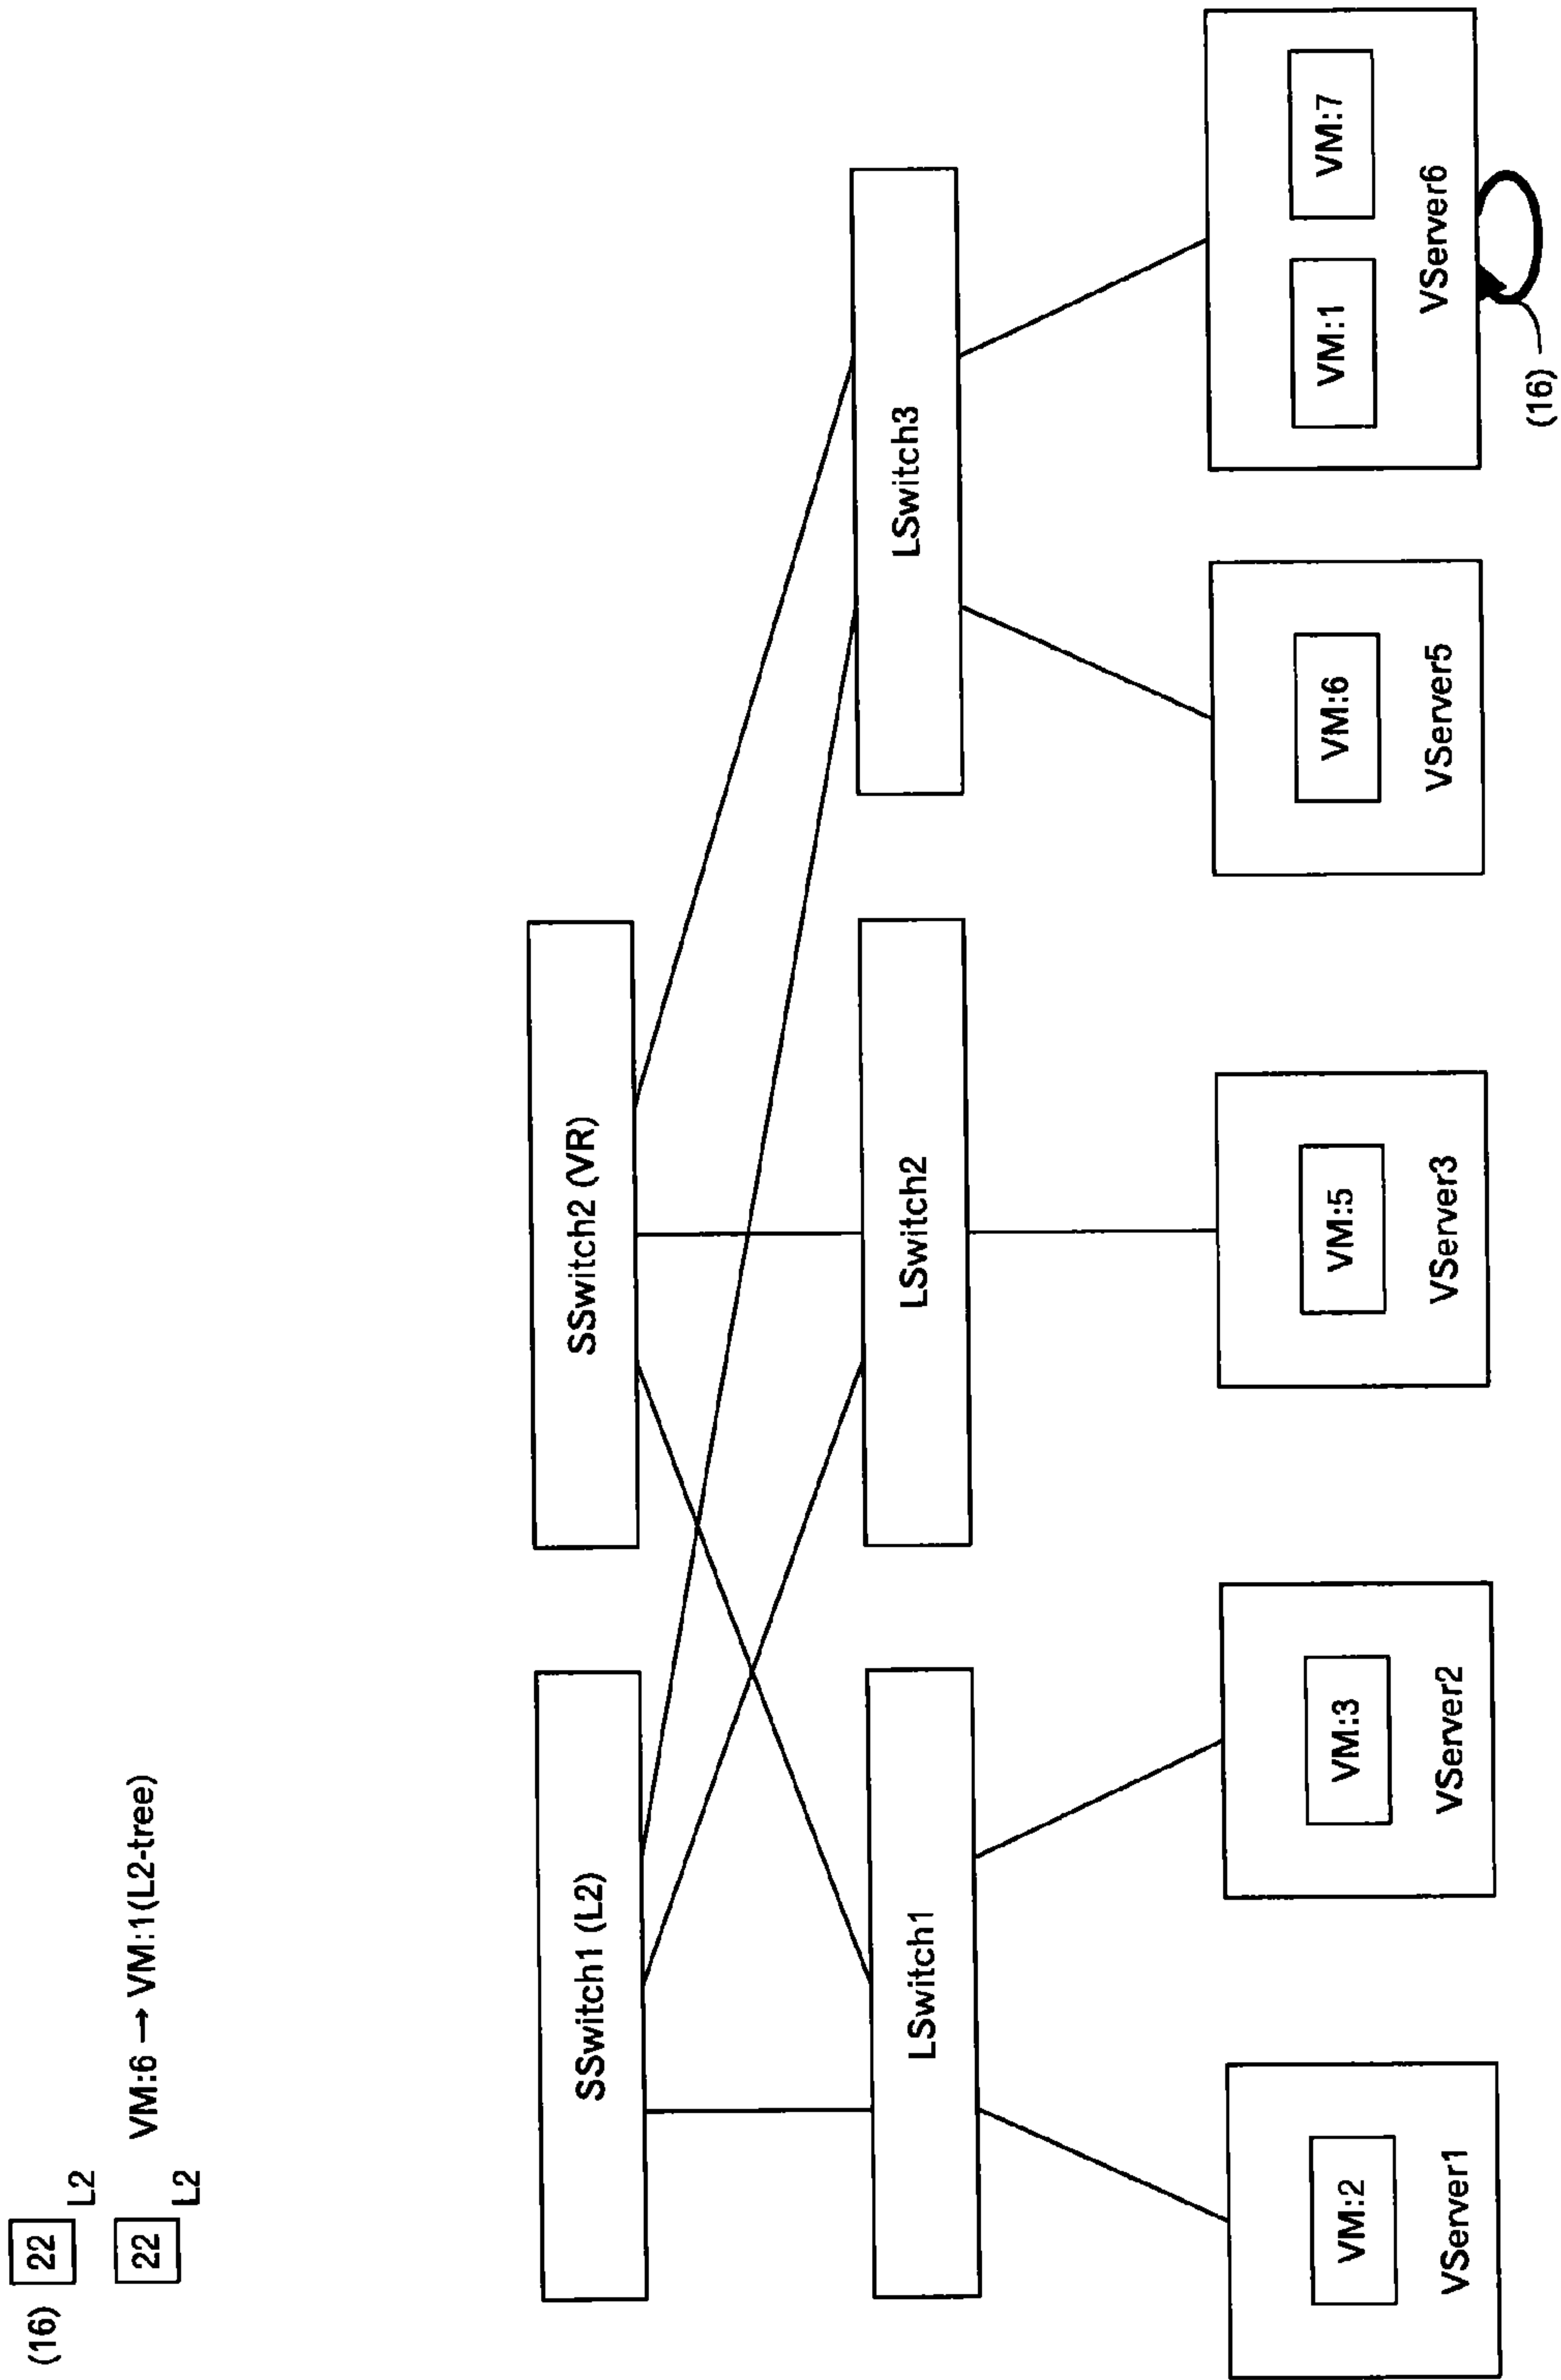 (16) 22 L2
22 L2 VM:6 → VM:1(L2-tree)
SSwitch1 (L2)
SSwitch2 (VR)
LSwitch1
LSwitch2
LSwitch3
VM:2
VServer1
VM:3
VServer2
VM:5
VServer3
VM:6
VServer5
VM:1
VM:7
VServer6
(16)